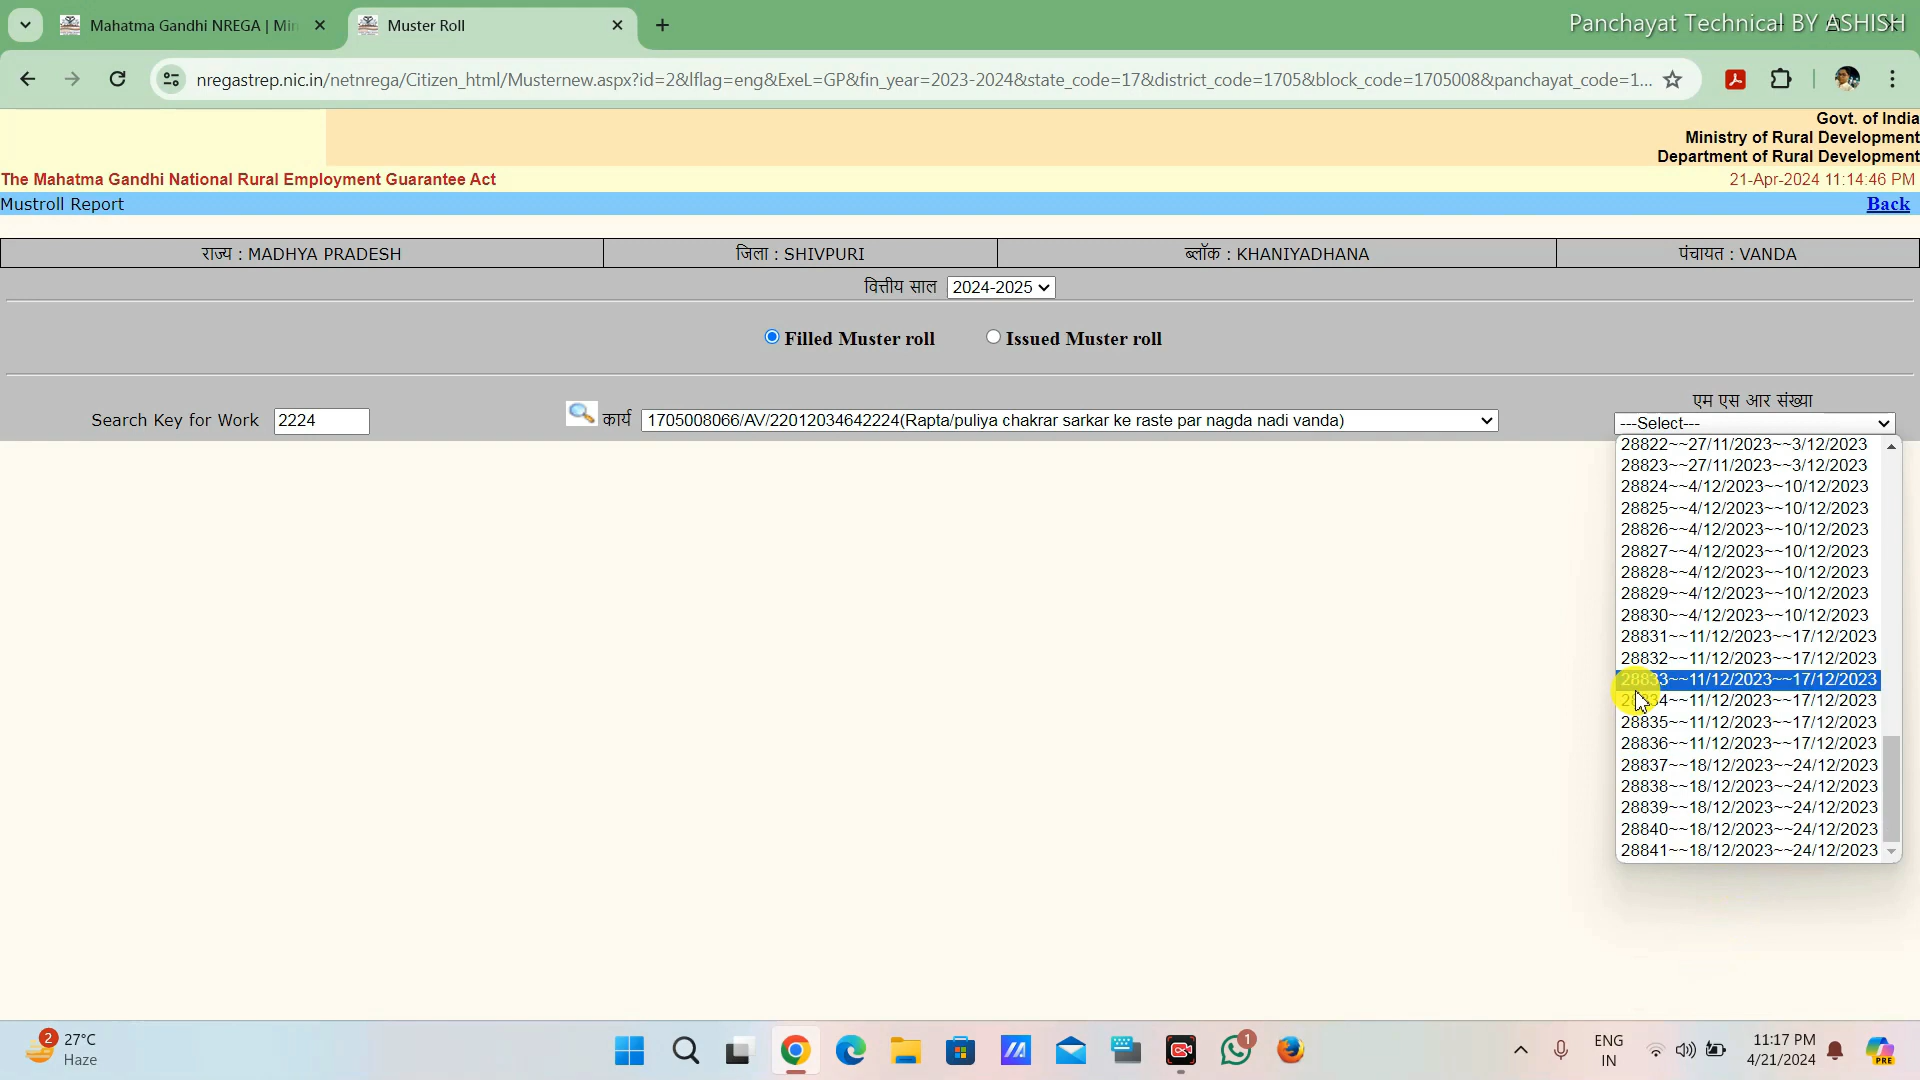 Mahatma Gandhi NREGA | Min
Muster Roll
Panchayat Technical BY ASHISH
nregastrep.nic.in/netnrega/Citizen_html/Musternew.aspx?id=2&lflag=eng&ExeL=GP&fin_year=2023-2024&state_code=17&district_code=1705&block_code=1705008&panchayat_code=1...
Govt. of India
Ministry of Rural Development
Department of Rural Development
The Mahatma Gandhi National Rural Employment Guarantee Act
21-Apr-2024 11:14:46 PM
Mustroll Report
Back
राज्य : MADHYA PRADESH
जिला : SHIVPURI
ब्लॉक : KHANIYADHANA
पंचायत : VANDA
वित्तीय साल 2024-2025
Filled Muster roll
Issued Muster roll
एम एस आर संख्या
Search Key for Work 2224
कार्य 1705008066/AV/22012034642224(Rapta/puliya chakrar sarkar ke raste par nagda nadi vanda)
---Select---
28822~~27/11/2023~~3/12/2023
28823~~27/11/2023~~3/12/2023
28824~~4/12/2023~~10/12/2023
28825~~4/12/2023~~10/12/2023
28826~~4/12/2023~~10/12/2023
28827~~4/12/2023~~10/12/2023
28828~~4/12/2023~~10/12/2023
28829~~4/12/2023~~10/12/2023
28830~~4/12/2023~~10/12/2023
28831~~11/12/2023~~17/12/2023
28832~~11/12/2023~~17/12/2023
28833~~11/12/2023~~17/12/2023
28834~~11/12/2023~~17/12/2023
28835~~11/12/2023~~17/12/2023
28836~~11/12/2023~~17/12/2023
28837~~18/12/2023~~24/12/2023
28838~~18/12/2023~~24/12/2023
28839~~18/12/2023~~24/12/2023
28840~~18/12/2023~~24/12/2023
28841~~18/12/2023~~24/12/2023
2
27°C
Haze
1
ENG
IN
11:17 PM
4/21/2024
PRE